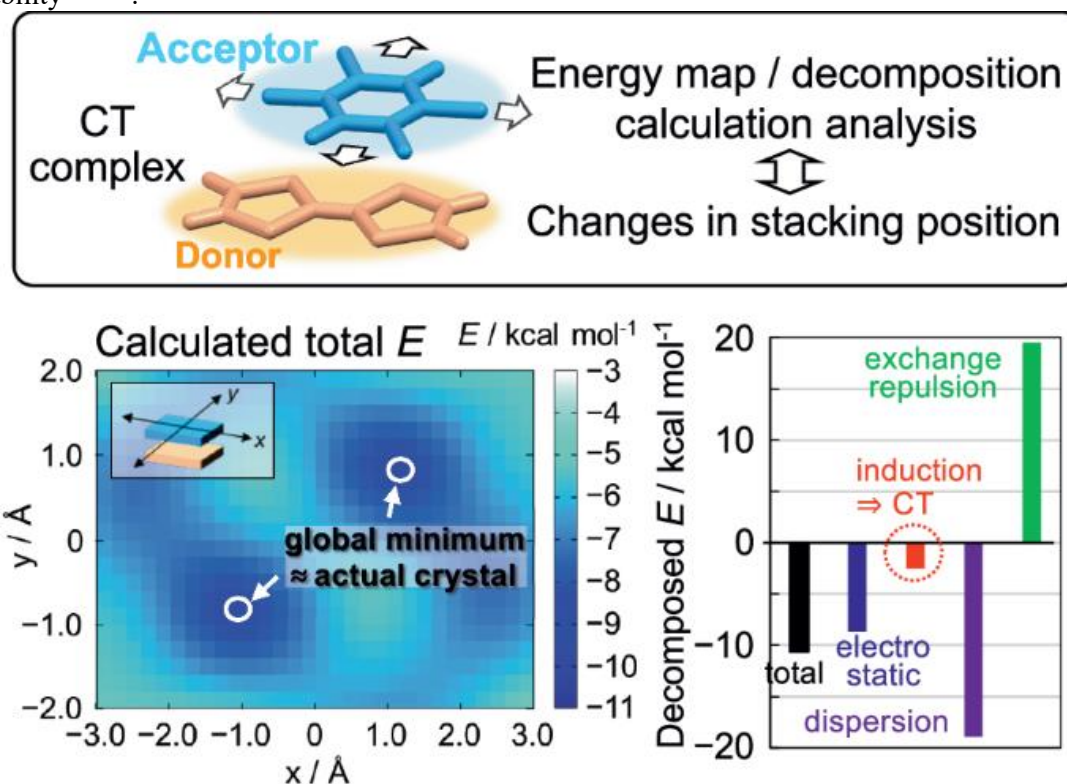 Acceptor
CT
complex
Donor
Energy map / decomposition
calculation analysis
Changes in stacking position
Calculated total E
E / kcal mol⁻¹
2.0
1.0
0
-1.0
-2.0
y / Å
y
x
global minimum
≈ actual crystal
-3.0 -2.0 -1.0 0 1.0 2.0 3.0
x / Å
-3
-4
-5
-6
-7
-8
-9
-10
-11
Decomposed E / kcal mol⁻¹
20
10
0
-10
-20
exchange
repulsion
induction
⇒ CT
total
electro
static
dispersion